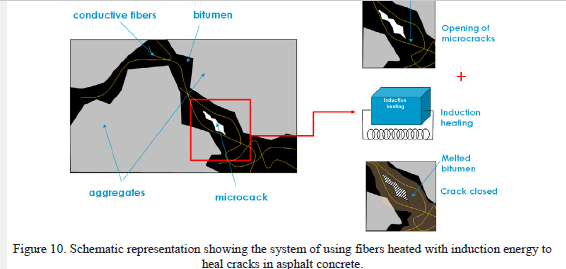 conductive fibers
bitumen
aggregates
microcack
Opening of
microcracks
+
Inductive
heating
Induction
heating
Melted
bitumen
Crack closed
Figure 10. Schematic representation showing the system of using fibers heated with induction energy to
heal cracks in asphalt concrete.